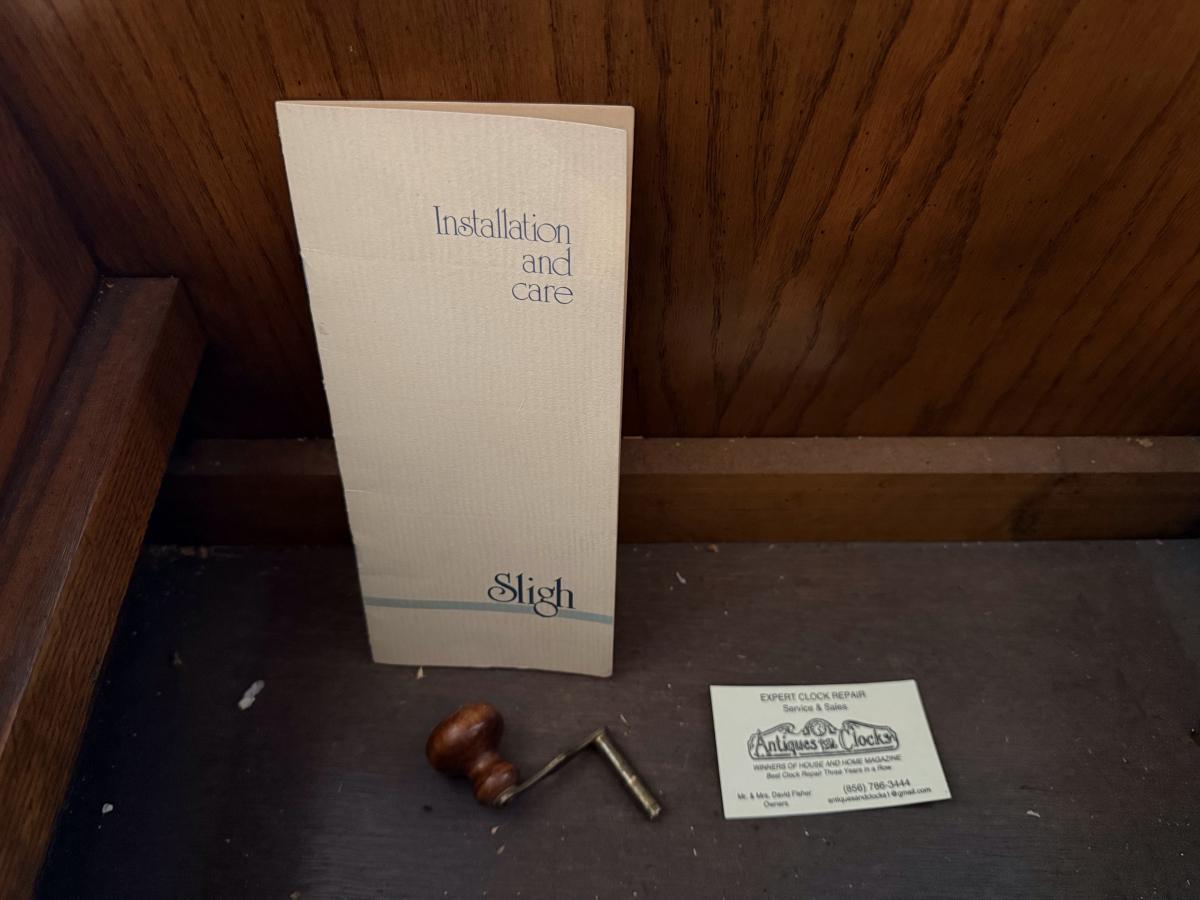 Installation
and
care
Sligh
EXPERT CLOCK REPAIR
Service & Sales
Antiques Clocks
WINNERS OF HOUSE AND HOME MAGAZINE
Best Clock Repair Three Years in a Row
Mr. & Mrs. David Fisher
Owners
(856) 786-3444
antiquesandclocks1@gmail.com